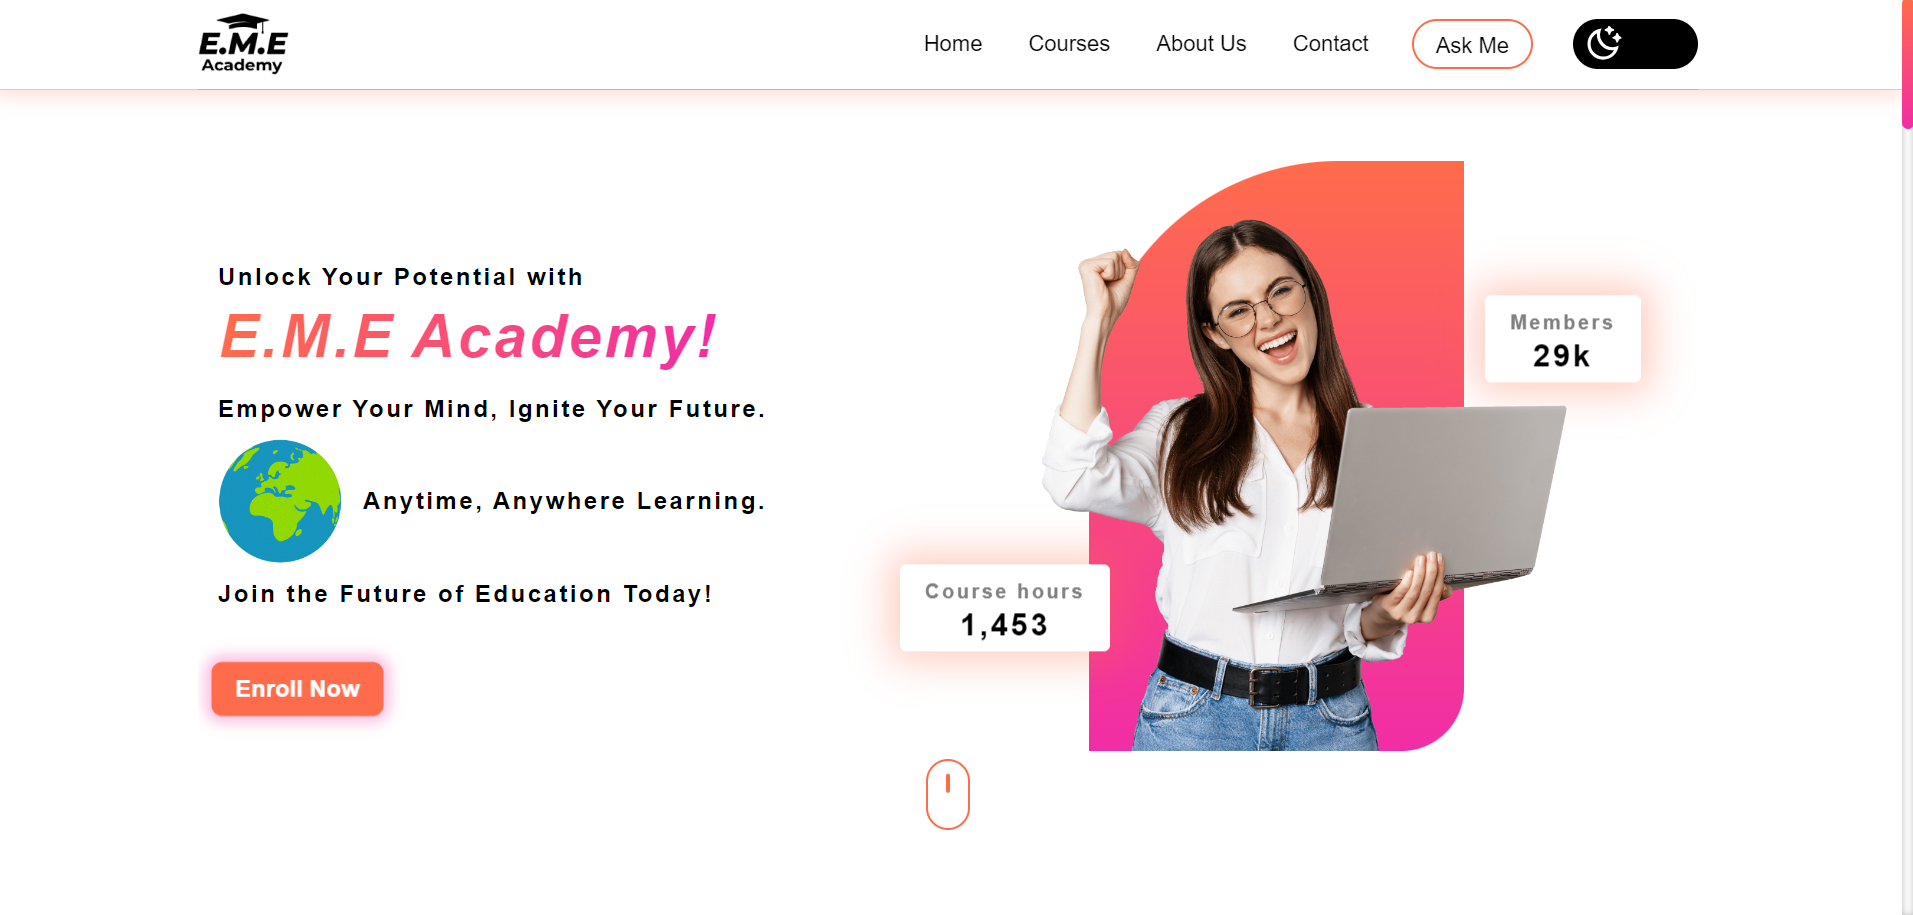 E.M.E
Academy
Home
Courses
About Us
Contact
Ask Me
Unlock Your Potential with
E.M.E Academy!
Empower Your Mind, Ignite Your Future.
Anytime, Anywhere Learning.
Join the Future of Education Today!
Enroll Now
Members
29k
Course hours
1,453